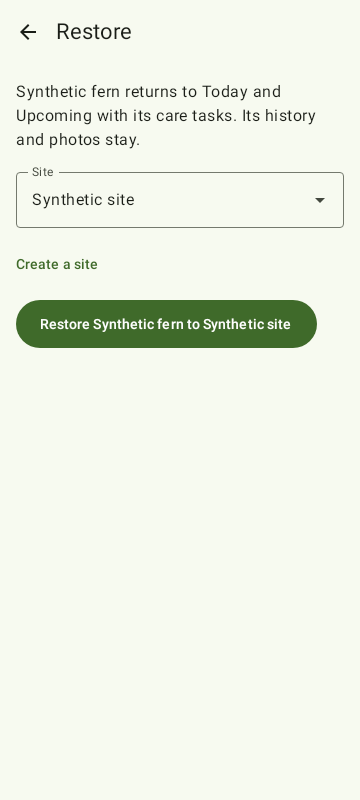 Restore
Synthetic fern returns to Today and
Upcoming with its care tasks. Its history
and photos stay.
Site
Synthetic site
Create a site
Restore Synthetic fern to Synthetic site